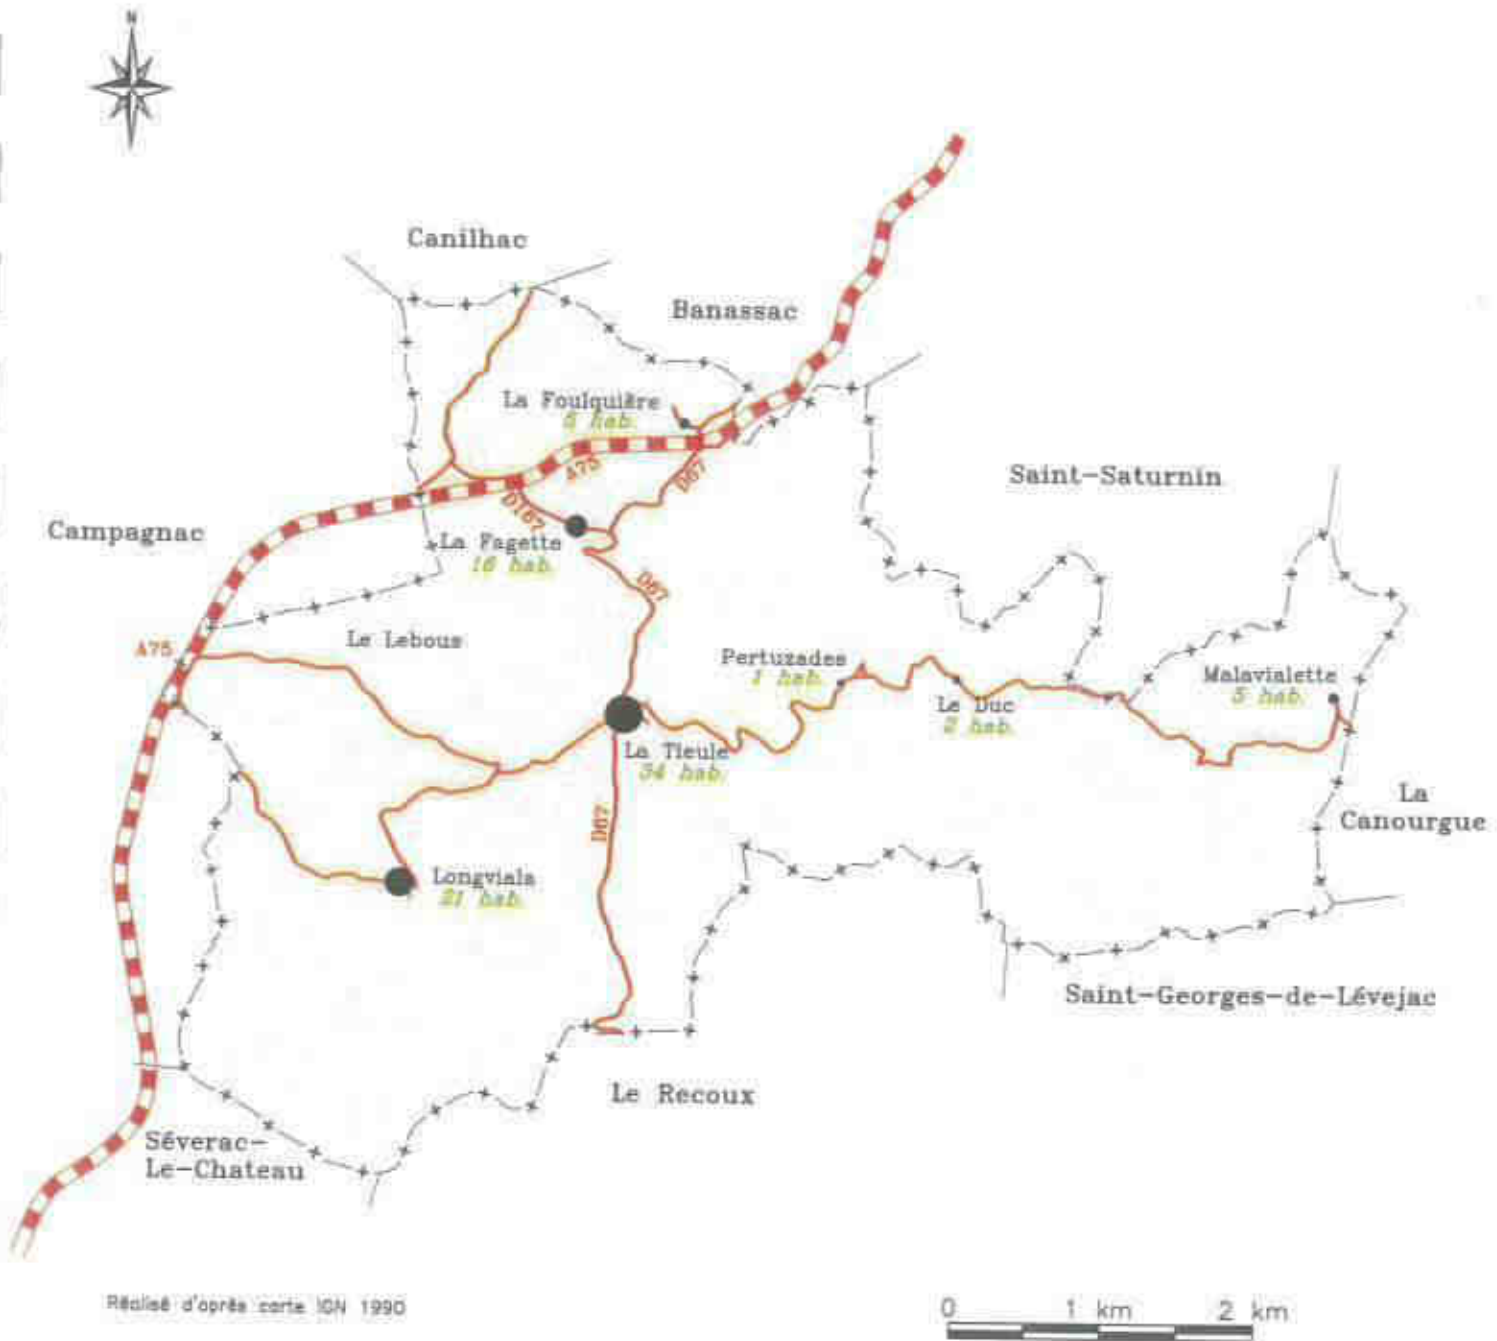 N
Canilhac
Banassac
La Foulquière
5 hab.
A75
D67
Saint-Saturnin
D167
Campagnac
La Fagette
16 hab.
D67
Le Lebous
A75
Pertuzades
1 hab.
Malavialette
5 hab.
Le Duc
2 hab.
La Tieule
34 hab.
La
Canourgue
D67
Longviala
21 hab.
Saint-Georges-de-Lévejac
Le Recoux
Séverac-
Le-Chateau
Réalisé d'après carte IGN 1990
0 1 km 2 km